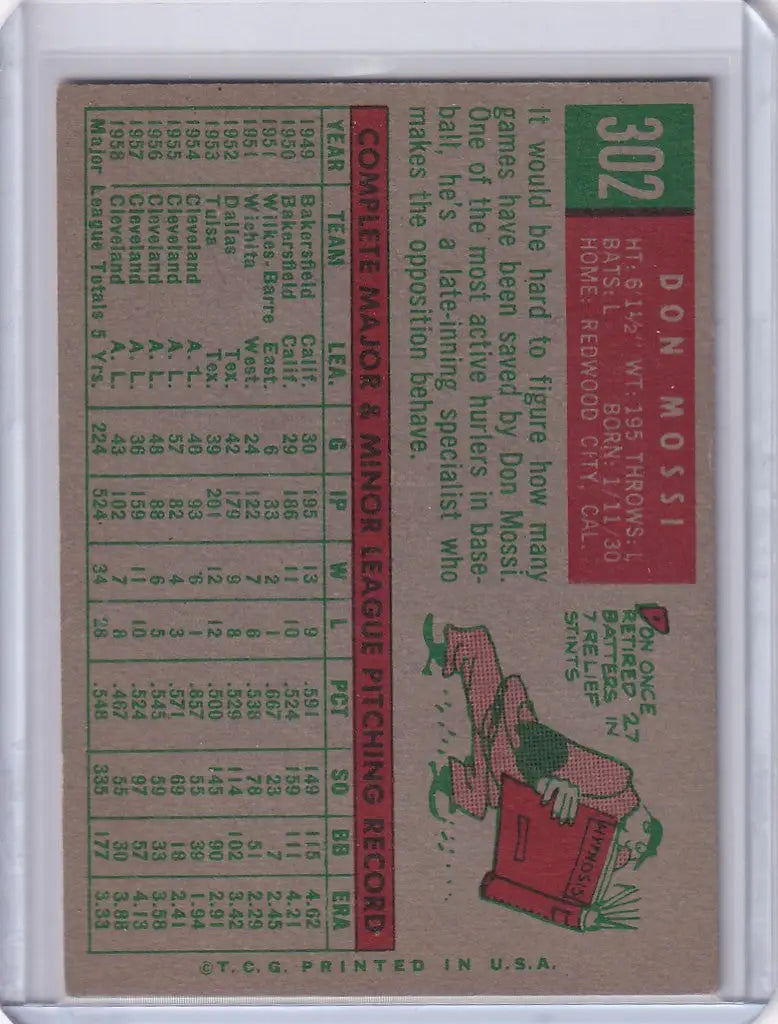 302
DON MOSSI
HT: 6'1½" WT: 195 THROWS: L
BATS: L BORN: 1/11/30
HOME: REDWOOD CITY, CAL.
It would be hard to figure how many
games have been saved by Don Mossi.
One of the most active hurlers in base-
ball, he's a late-inning specialist who
makes the opposition behave.
DON ONCE
RETIRED 27
BATTERS IN
7 RELIEF
STINTS
HYPNOSIS
COMPLETE MAJOR & MINOR LEAGUE PITCHING RECORD
YEAR TEAM LEA. G IP W L PCT SO BB ERA
1949 Bakersfield Calif. 30 195 13 9 .591 149 115 4.62
1950 Bakersfield Calif. 29 186 11 10 .524 159 111 4.21
1951 Wilkes-Barre East. 6 33 2 1 .667 23 7 2.45
1951 Wichita West. 24 122 7 6 .538 78 51 2.29
1952 Dallas Tex. 42 179 9 8 .529 114 102 3.42
1953 Tulsa Tex. 39 201 12 12 .500 145 90 2.91
1954 Cleveland A.L. 40 93 6 1 .857 55 39 1.94
1955 Cleveland A.L. 57 82 4 3 .571 69 18 2.41
1956 Cleveland A.L. 48 88 6 5 .545 59 33 3.58
1957 Cleveland A.L. 36 159 11 10 .524 97 57 4.13
1958 Cleveland A.L. 43 102 7 8 .467 55 30 3.88
Major League Totals 5 Yrs. 224 524 34 28 .548 335 177 3.33
©T.C.G. PRINTED IN U.S.A.